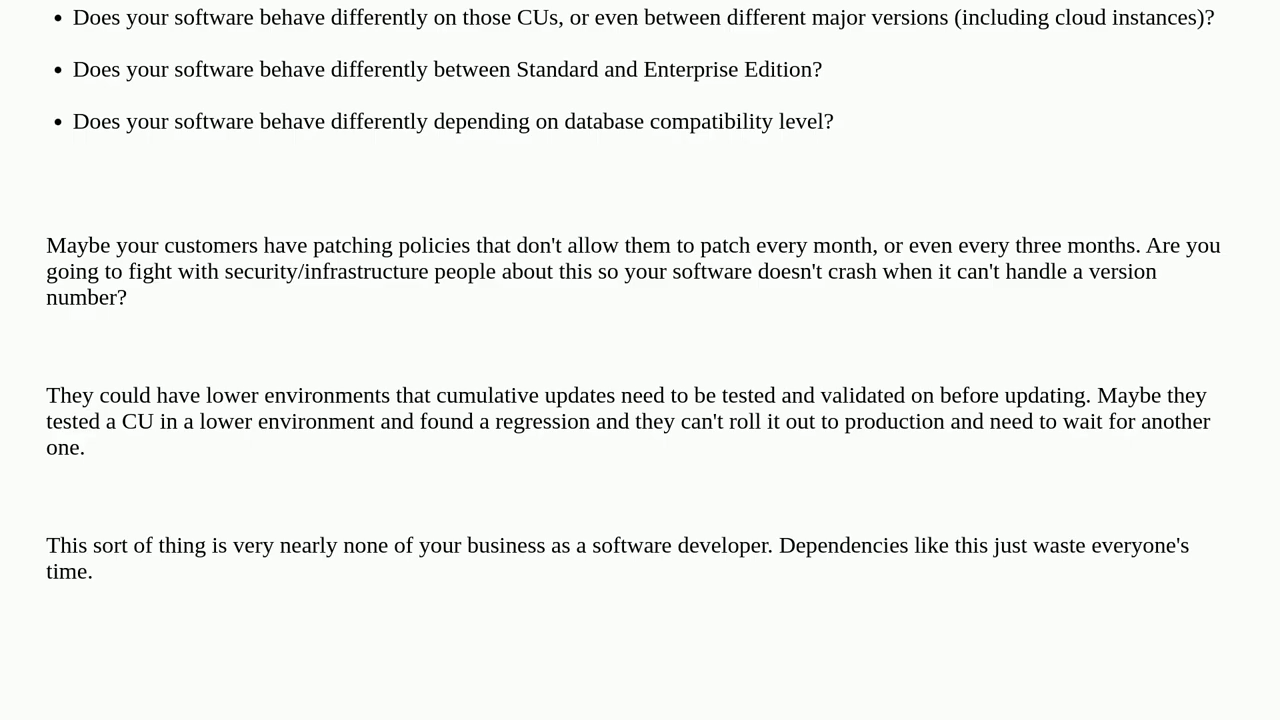 • Does your software behave differently on those CUs, or even between different major versions (including cloud instances)?
• Does your software behave differently between Standard and Enterprise Edition?
• Does your software behave differently depending on database compatibility level?
Maybe your customers have patching policies that don't allow them to patch every month, or even every three months. Are you
going to fight with security/infrastructure people about this so your software doesn't crash when it can't handle a version
number?
They could have lower environments that cumulative updates need to be tested and validated on before updating. Maybe they
tested a CU in a lower environment and found a regression and they can't roll it out to production and need to wait for another
one.
This sort of thing is very nearly none of your business as a software developer. Dependencies like this just waste everyone's
time.